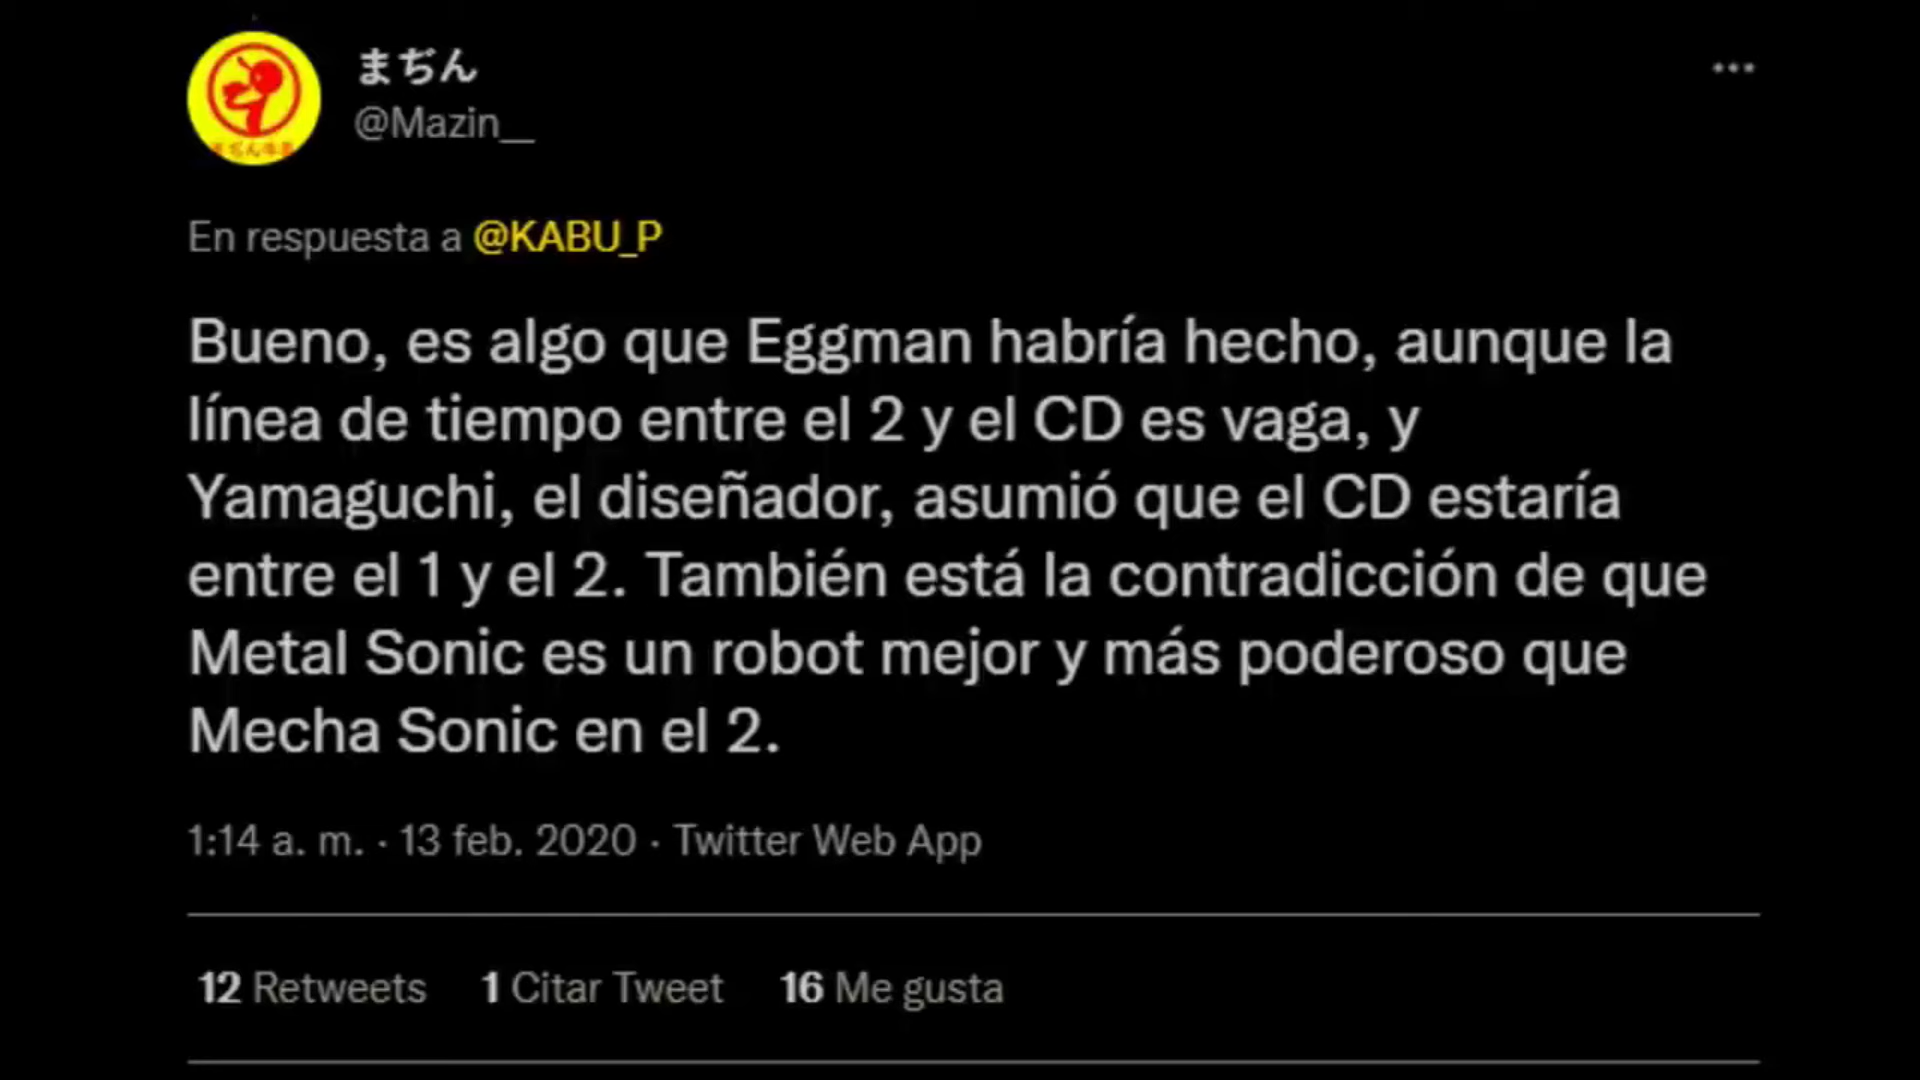 まぢん
@Mazin__
En respuesta a @KABU_P
Bueno, es algo que Eggman habría hecho, aunque la
línea de tiempo entre el 2 y el CD es vaga, y
Yamaguchi, el diseñador, asumió que el CD estaría
entre el 1 y el 2. También está la contradicción de que
Metal Sonic es un robot mejor y más poderoso que
Mecha Sonic en el 2.
1:14 a. m. · 13 feb. 2020 · Twitter Web App
12 Retweets 1 Citar Tweet 16 Me gusta